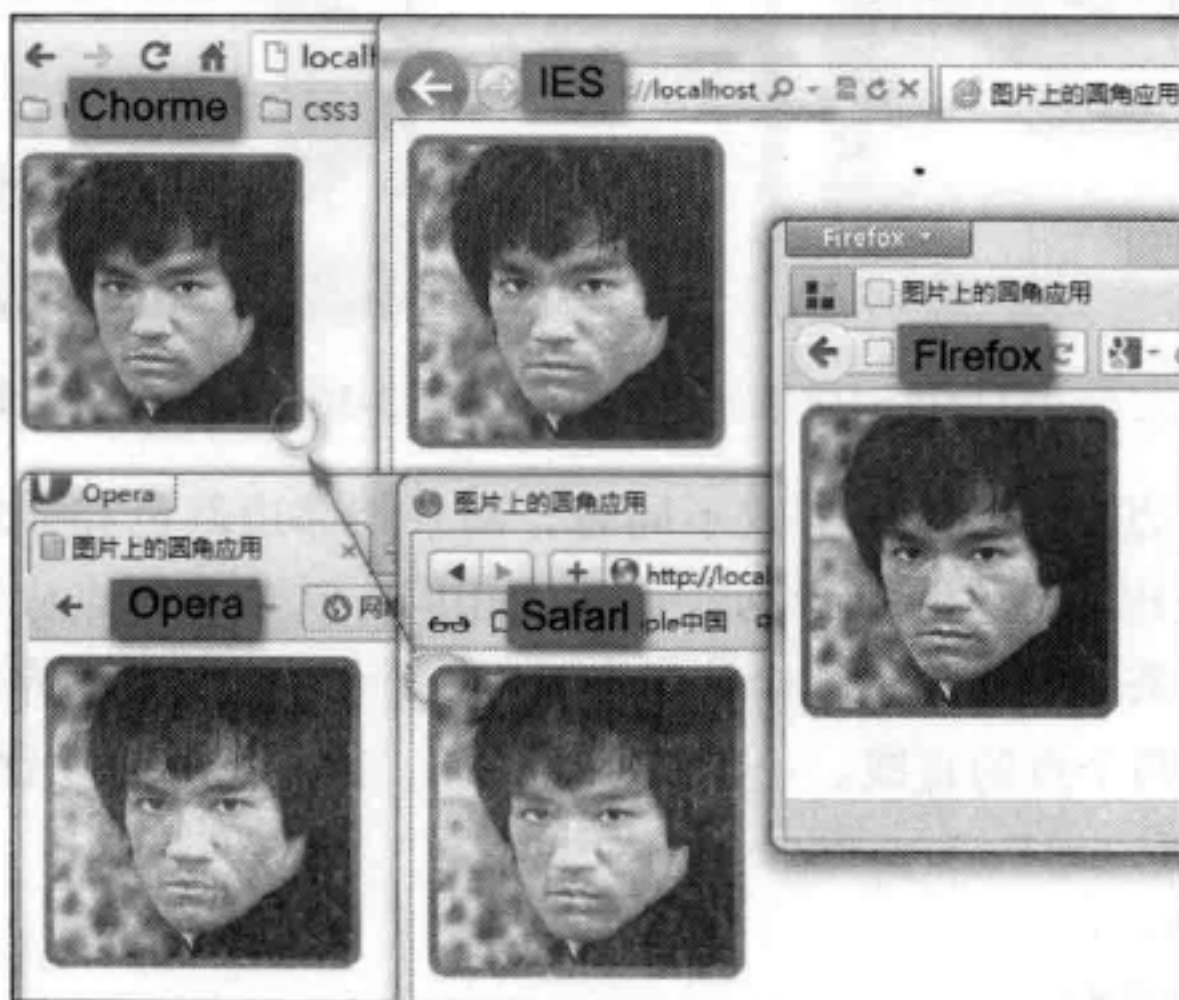 localh
Chorme
CSS3
IES
//localhost
图片上的圆角应用
Firefox
图片上的圆角应用
FIrefox
Opera
图片上的圆角应用
Opera
网络
图片上的圆角应用
http://local
SafarI
ple中国